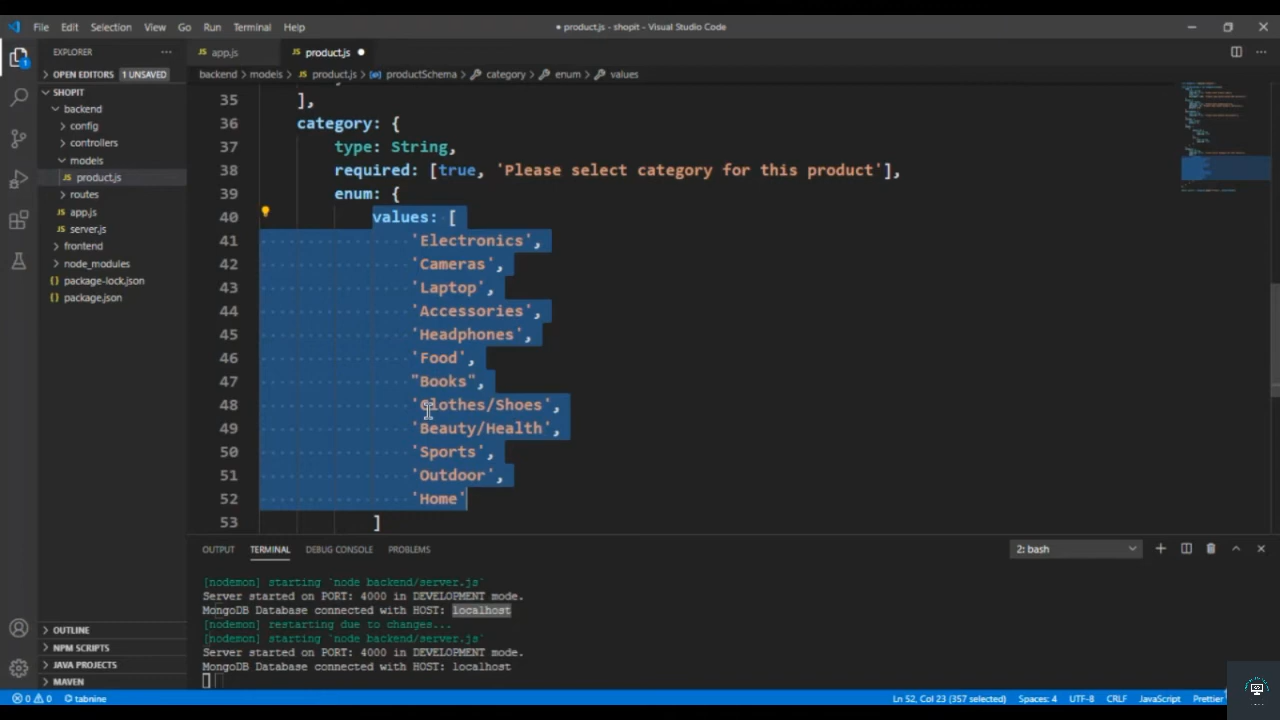 File Edit Selection View Go Run Terminal Help
● product.js - shopit - Visual Studio Code
EXPLORER ...
JS app.js
JS product.js ●
OPEN EDITORS 1 UNSAVED
backend > models > JS product.js > productSchema > category > enum > values
SHOPIT
backend
config
controllers
models
JS product.js
routes
JS app.js
JS server.js
frontend
node_modules
{} package-lock.json
{} package.json
OUTLINE
NPM SCRIPTS
JAVA PROJECTS
MAVEN
35 ],
36 category: {
37 type: String,
38 required: [true, 'Please select category for this product'],
39 enum: {
40 values: [
41 'Electronics',
42 'Cameras',
43 'Laptop',
44 'Accessories',
45 'Headphones',
46 'Food',
47 "Books",
48 'Clothes/Shoes',
49 'Beauty/Health',
50 'Sports',
51 'Outdoor',
52 'Home'
53 ]
OUTPUT TERMINAL DEBUG CONSOLE PROBLEMS
2: bash
[nodemon] starting `node backend/server.js`
Server started on PORT: 4000 in DEVELOPMENT mode.
MongoDB Database connected with HOST: localhost
[nodemon] restarting due to changes...
[nodemon] starting `node backend/server.js`
Server started on PORT: 4000 in DEVELOPMENT mode.
MongoDB Database connected with HOST: localhost
0 0 tabnine
Ln 52, Col 23 (357 selected) Spaces: 4 UTF-8 CRLF JavaScript Prettier